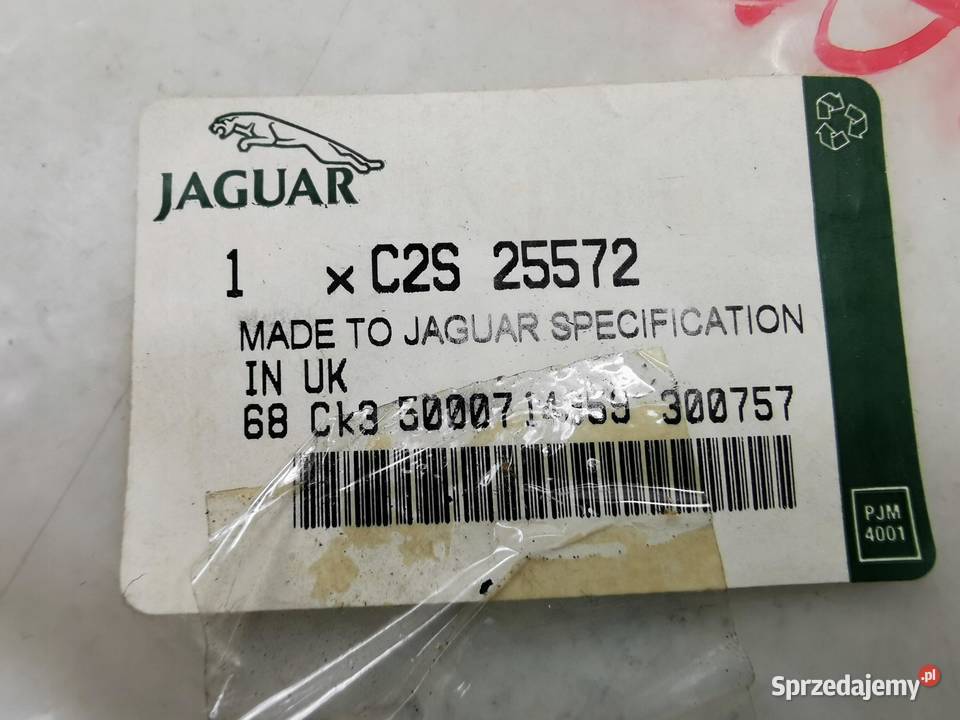 JAGUAR
1 x C2S 25572
MADE TO JAGUAR SPECIFICATION
IN UK
68 Ck3 300757
PJM
4001
Sprzedajemy.pl